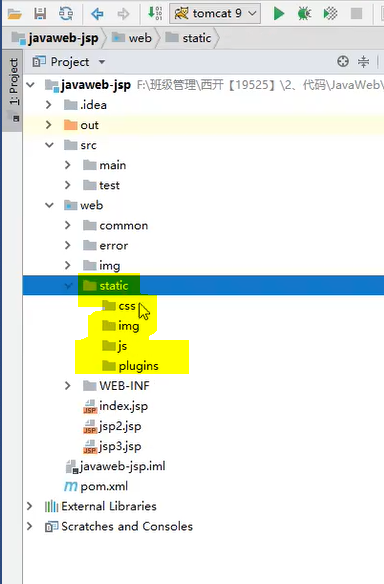 tomcat 9
javaweb-jsp web static
1: Project
Project
javaweb-jsp F:\班级管理\西开【19525】\2、代码\JavaWeb\
.idea
out
src
main
test
web
common
error
img
static
css
img
js
plugins
WEB-INF
index.jsp
jsp2.jsp
jsp3.jsp
javaweb-jsp.iml
pom.xml
External Libraries
Scratches and Consoles